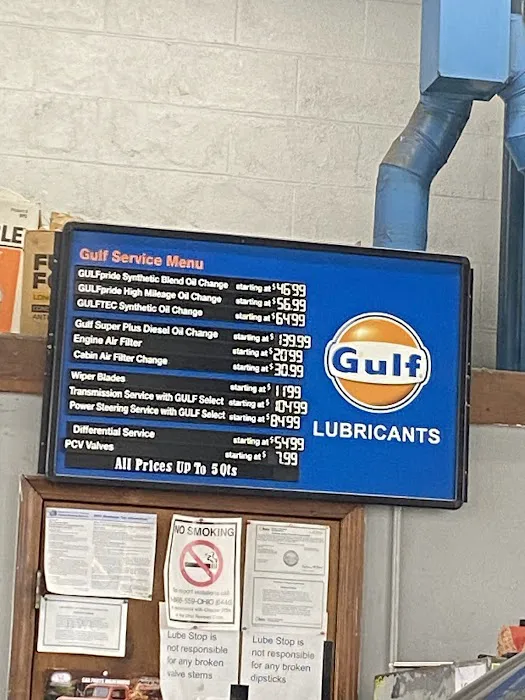 Gulf Service Menu
GULFpride Synthetic Blend Oil Change starting at $46.99
GULFpride High Mileage Oil Change starting at $56.99
GULFTEC Synthetic Oil Change starting at $64.99
Gulf Super Plus Diesel Oil Change starting at $139.99
Engine Air Filter starting at $20.99
Cabin Air Filter Change starting at $30.99
Wiper Blades starting at $11.99
Transmission Service with GULF Select starting at $104.99
Power Steering Service with GULF Select starting at $84.99
Differential Service starting at $54.99
PCV Valves starting at $7.99
All Prices UP To 5 Qts
Gulf
LUBRICANTS
NO SMOKING
Lube Stop is
not responsible
for any broken
valve stems
Lube Stop is
not responsible
for any broken
dipsticks